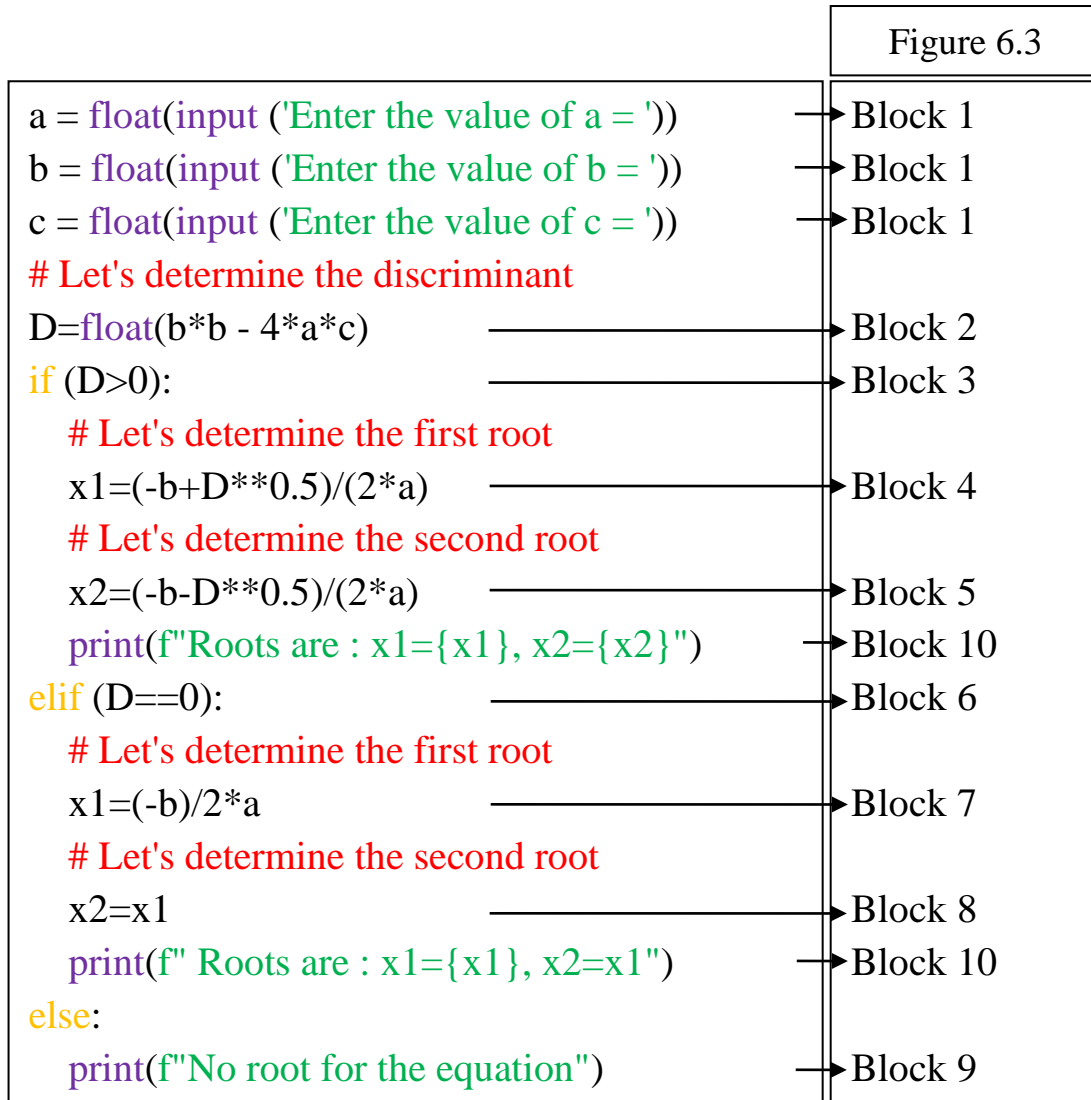 Figure 6.3
a = float(input ('Enter the value of a = ')) Block 1
b = float(input ('Enter the value of b = ')) Block 1
c = float(input ('Enter the value of c = ')) Block 1
# Let's determine the discriminant
D=float(b*b - 4*a*c) Block 2
if (D>0): Block 3
# Let's determine the first root
x1=(-b+D**0.5)/(2*a) Block 4
# Let's determine the second root
x2=(-b-D**0.5)/(2*a) Block 5
print(f"Roots are : x1={x1}, x2={x2}") Block 10
elif (D==0): Block 6
# Let's determine the first root
x1=(-b)/2*a Block 7
# Let's determine the second root
x2=x1 Block 8
print(f" Roots are : x1={x1}, x2=x1") Block 10
else:
print(f"No root for the equation") Block 9